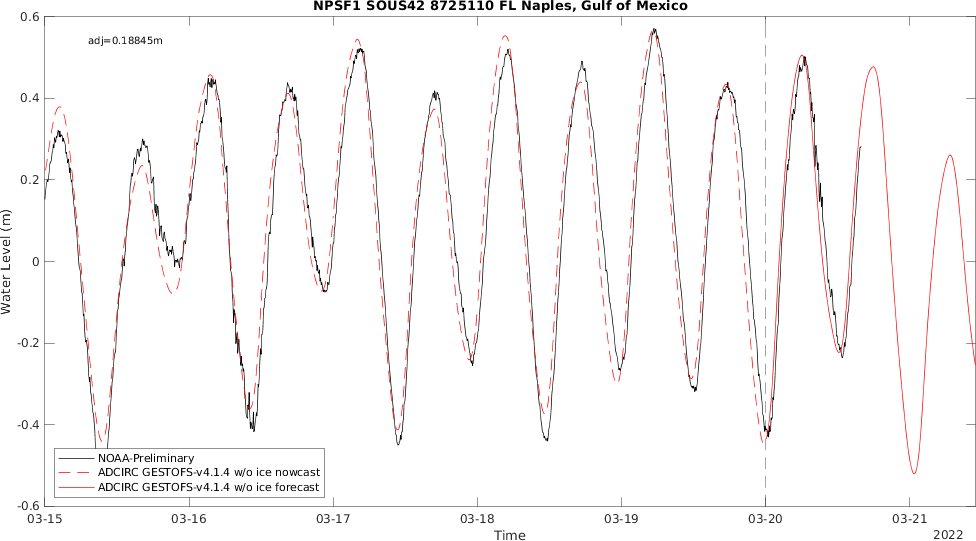 NPSF1 SOUS42 8725110 FL Naples, Gulf of Mexico
adj=0.18845m
0.6
0.4
0.2
0
-0.2
-0.4
-0.6
Water Level (m)
NOAA-Preliminary
ADCIRC GESTOFS-v4.1.4 w/o ice nowcast
ADCIRC GESTOFS-v4.1.4 w/o ice forecast
03-15 03-16 03-17 03-18 03-19 03-20 03-21
Time
2022